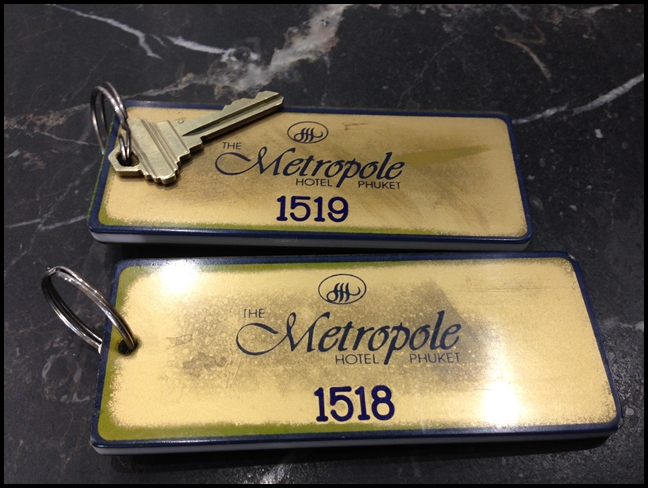 THE
Metropole
HOTEL PHUKET
1519
THE
Metropole
HOTEL PHUKET
1518